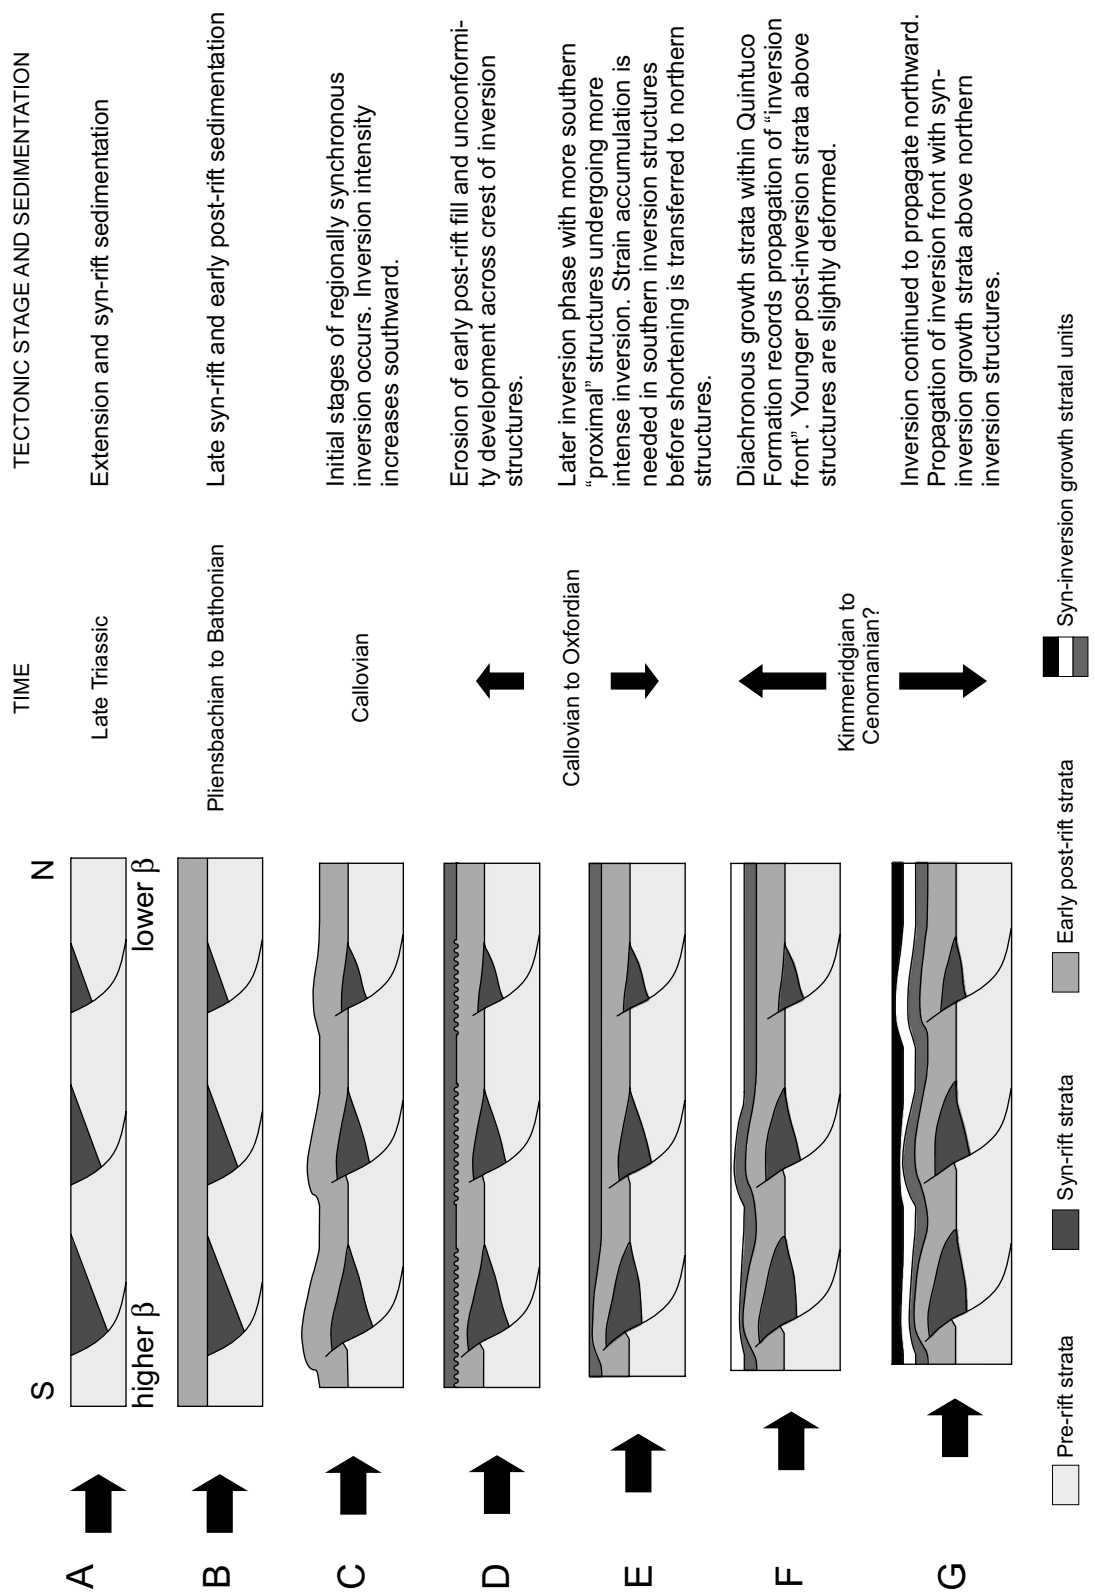 TIME
TECTONIC STAGE AND SEDIMENTATION
S
N
A
Late Triassic
Extension and syn-rift sedimentation
higher β
lower β
B
Pliensbachian to Bathonian
Late syn-rift and early post-rift sedimentation
C
Callovian
Initial stages of regionally synchronous
inversion occurs. Inversion intensity
increases southward.
D
Erosion of early post-rift fill and unconformi-
ty development across crest of inversion
structures.
Callovian to Oxfordian
E
Later inversion phase with more southern
“proximal” structures undergoing more
intense inversion. Strain accumulation is
needed in southern inversion structures
before shortening is transferred to northern
structures.
F
Diachronous growth strata within Quintuco
Formation records propagation of “inversion
front”. Younger post-inversion strata above
structures are slightly deformed.
Kimmeridgian to
Cenomanian?
G
Inversion continued to propagate northward.
Propagation of inversion front with syn-
inversion growth strata above northern
inversion structures.
Pre-rift strata
Syn-rift strata
Early post-rift strata
Syn-inversion growth stratal units